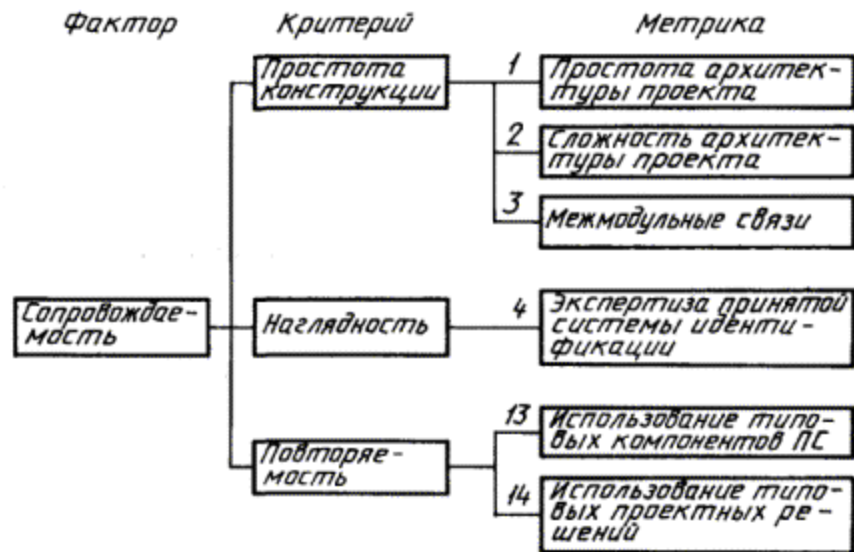 Фактор Критерий Метрика
Простота
конструкции
1
Простота архитек-
туры проекта
2
Сложность архитек-
туры проекта
3
Межмодульные связи
Сопровождае-
мость
Наглядность
4
Экспертиза принятой
системы иденти-
фикации
Повторяе-
мость
13
Использование типо-
вых компонентов ПС
14
Использование типо-
вых проектных ре-
шений